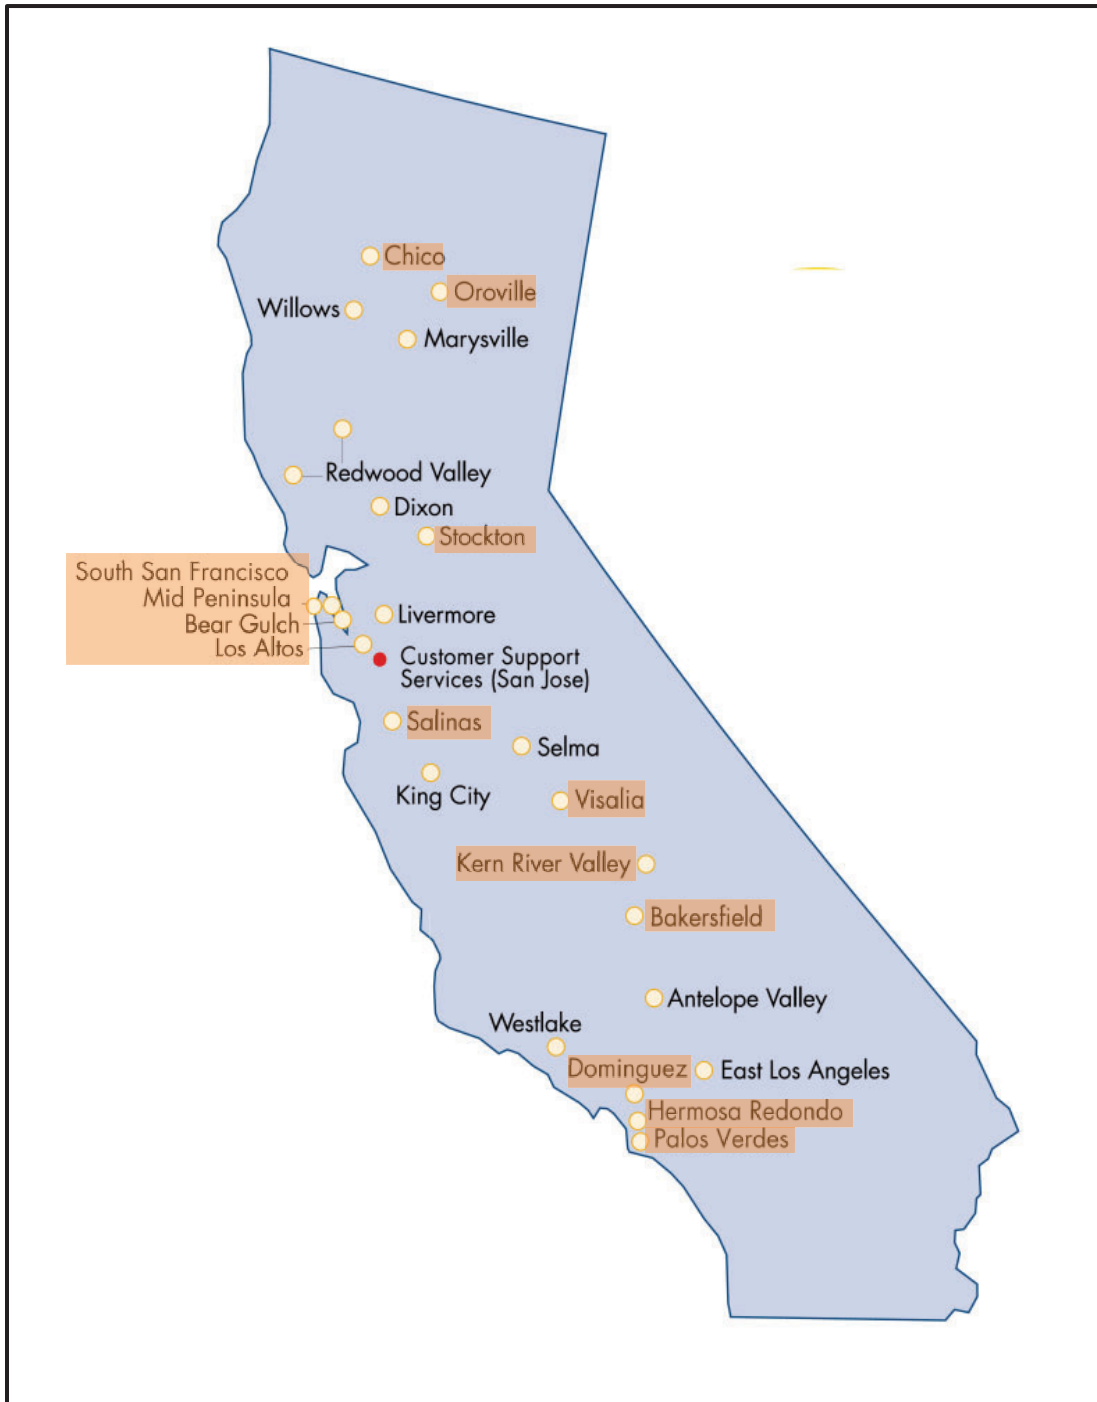 Chico
Oroville
Willows
Marysville
Redwood Valley
Dixon
Stockton
South San Francisco
Mid Peninsula
Bear Gulch
Los Altos
Livermore
Customer Support
Services (San Jose)
Salinas
Selma
King City
Visalia
Kern River Valley
Bakersfield
Antelope Valley
Westlake
Dominguez
East Los Angeles
Hermosa Redondo
Palos Verdes